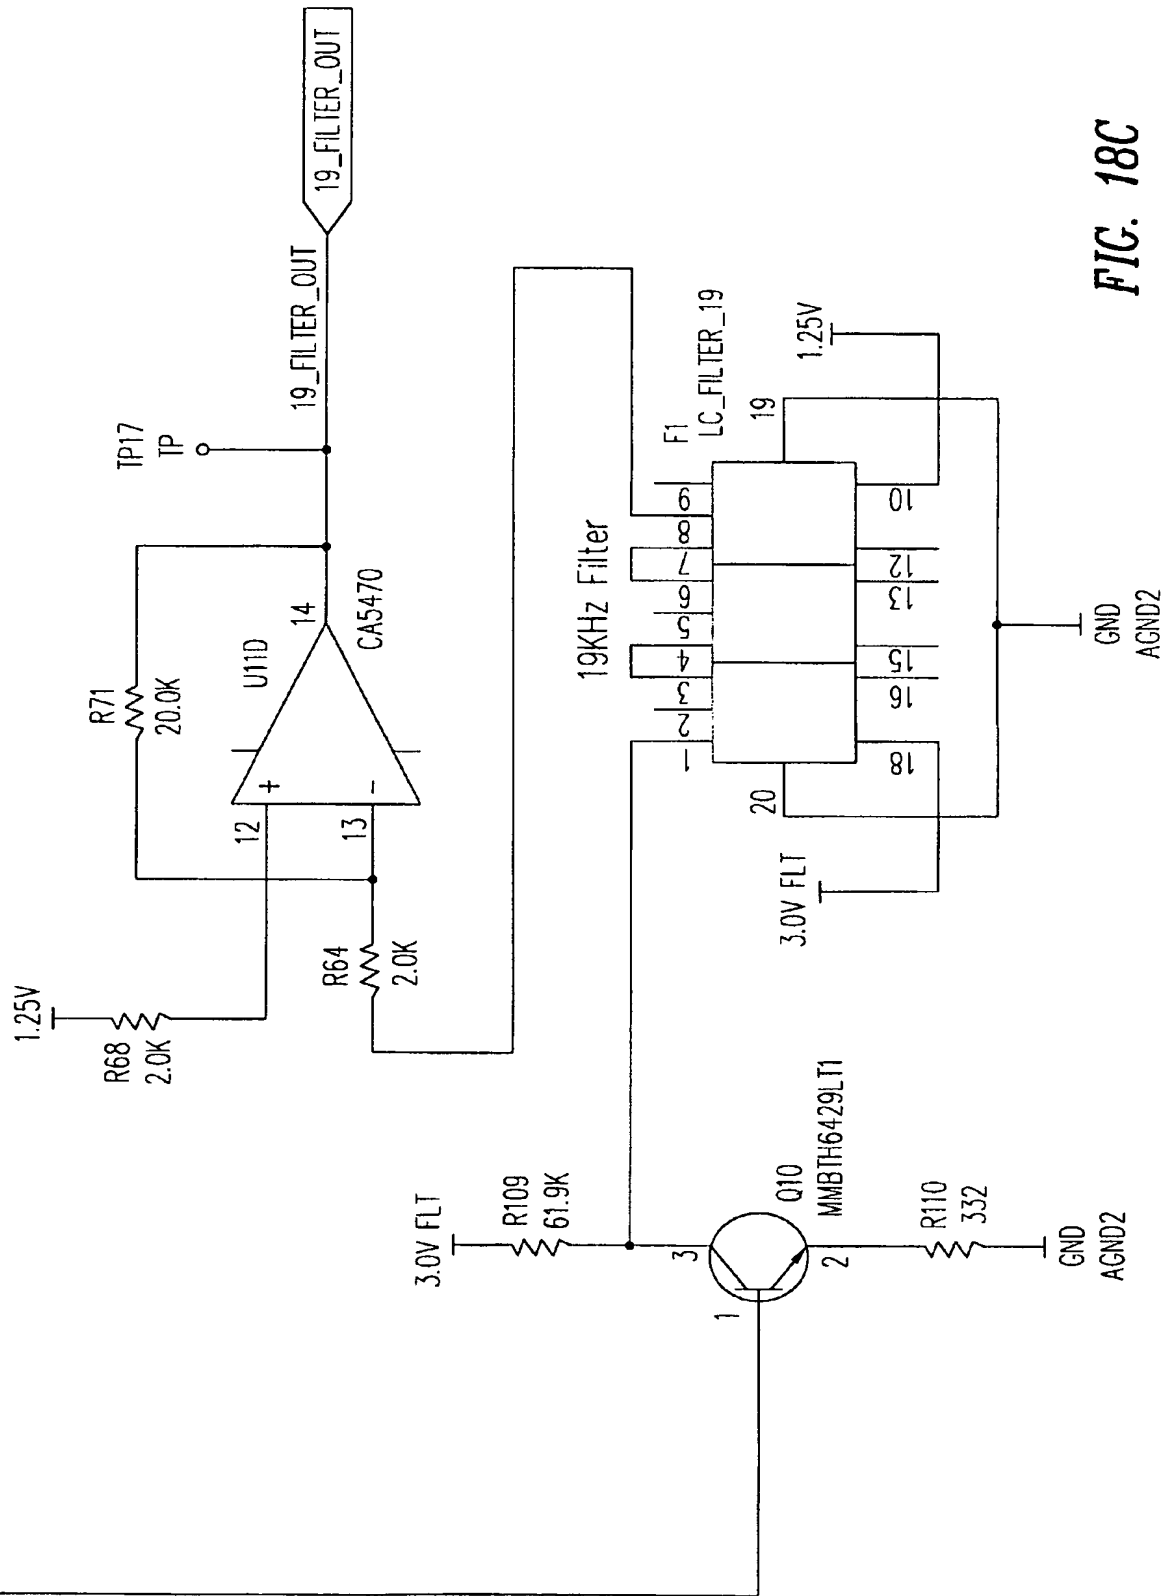 1.25V
R68
2.0K
R71
20.0K
TP17
TP
U11D
12
+
13
-
14
CA5470
19_FILTER_OUT
19_FILTER_OUT
R64
2.0K
3.0V FLT
R109
61.9K
19KHz Filter
F1
LC_FILTER_19
1
2
3
4
5
6
7
8
9
20
19
18
16
15
13
12
10
1.25V
3.0V FLT
GND
AGND2
3
1
2
Q10
MMBTH6429LT1
R110
332
GND
AGND2
FIG. 18C